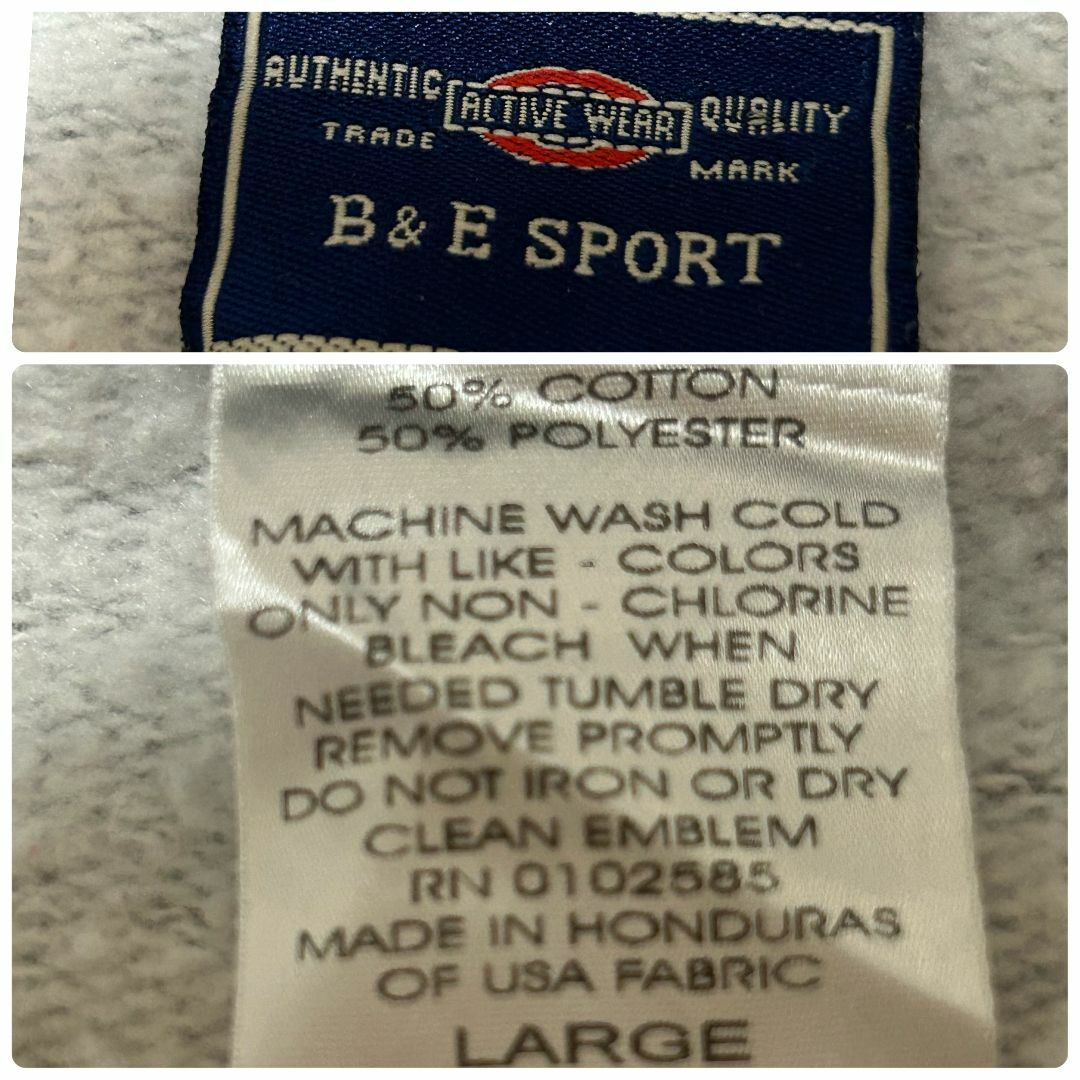 AUTHENTIC ACTIVE WEAR QUALITY
TRADE MARK
B & E SPORT
50% COTTON
50% POLYESTER
MACHINE WASH COLD
WITH LIKE - COLORS
ONLY NON - CHLORINE
BLEACH WHEN
NEEDED TUMBLE DRY
REMOVE PROMPTLY
DO NOT IRON OR DRY
CLEAN EMBLEM
RN 0102585
MADE IN HONDURAS
OF USA FABRIC
LARGE